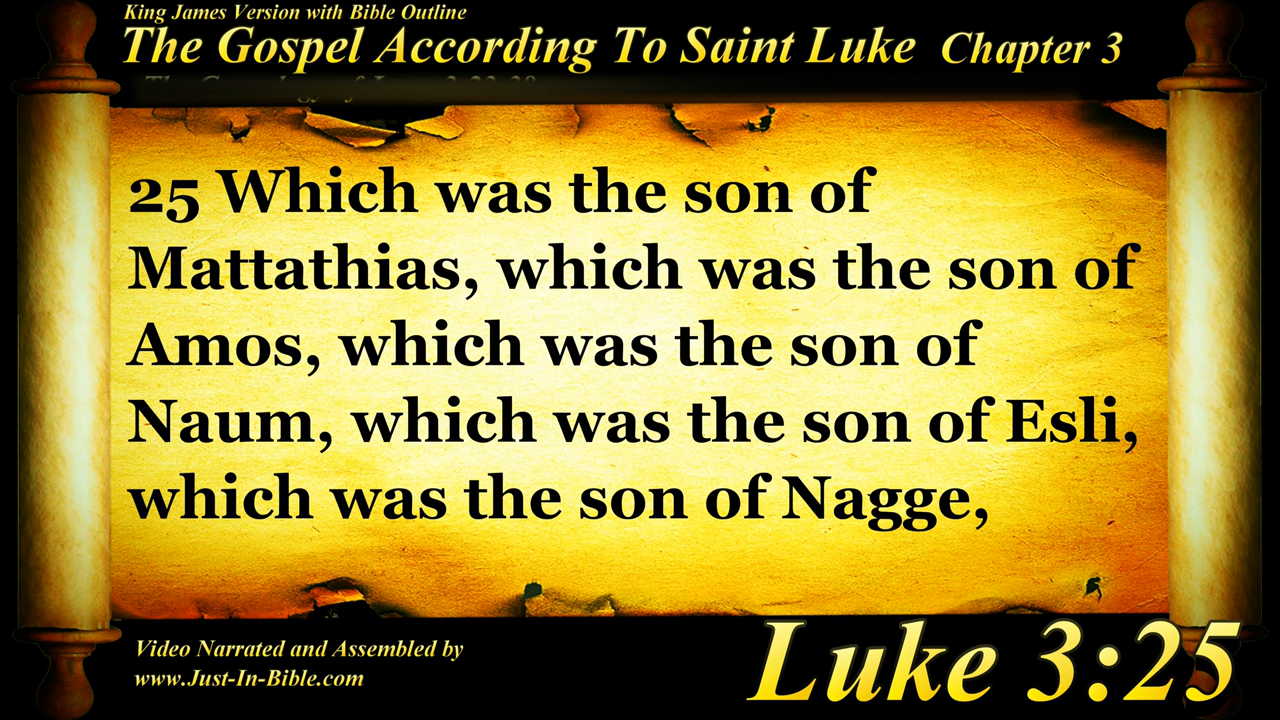 King James Version with Bible Outline
The Gospel According To Saint Luke Chapter 3
25 Which was the son of
Mattathias, which was the son of
Amos, which was the son of
Naum, which was the son of Esli,
which was the son of Nagge,
Video Narrated and Assembled by
www.Just-In-Bible.com
Luke 3:25